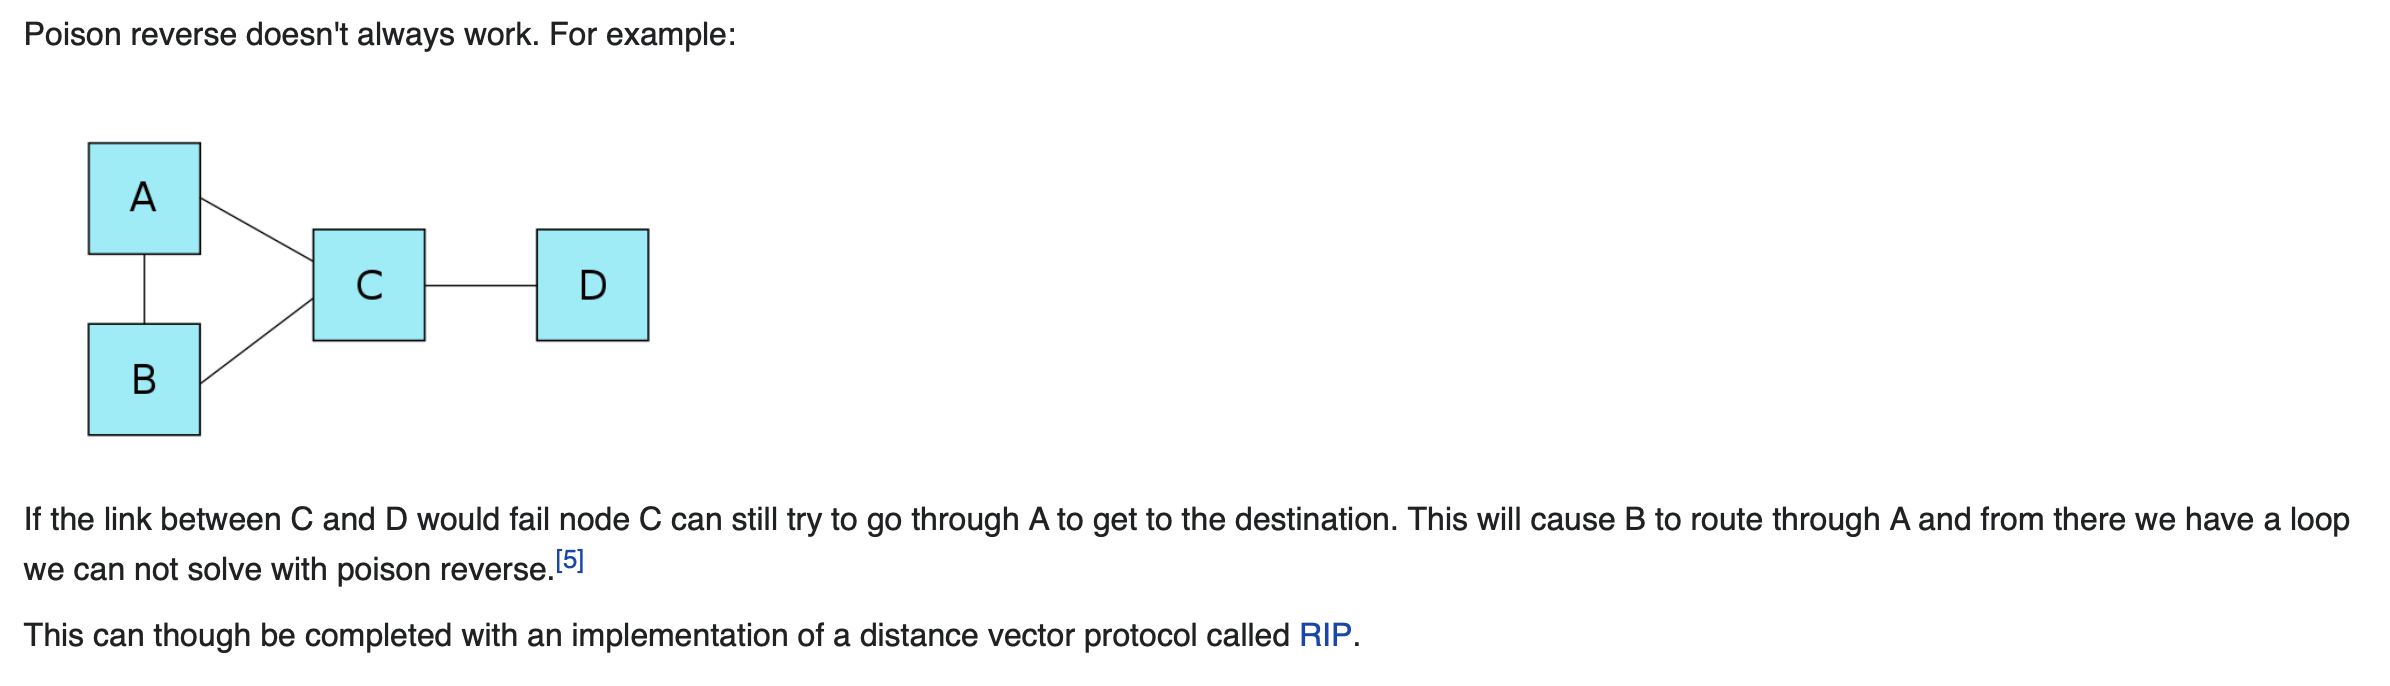 Poison reverse doesn't always work. For example:
A
C
D
B
If the link between C and D would fail node C can still try to go through A to get to the destination. This will cause B to route through A and from there we have a loop
we can not solve with poison reverse.[5]
This can though be completed with an implementation of a distance vector protocol called RIP.